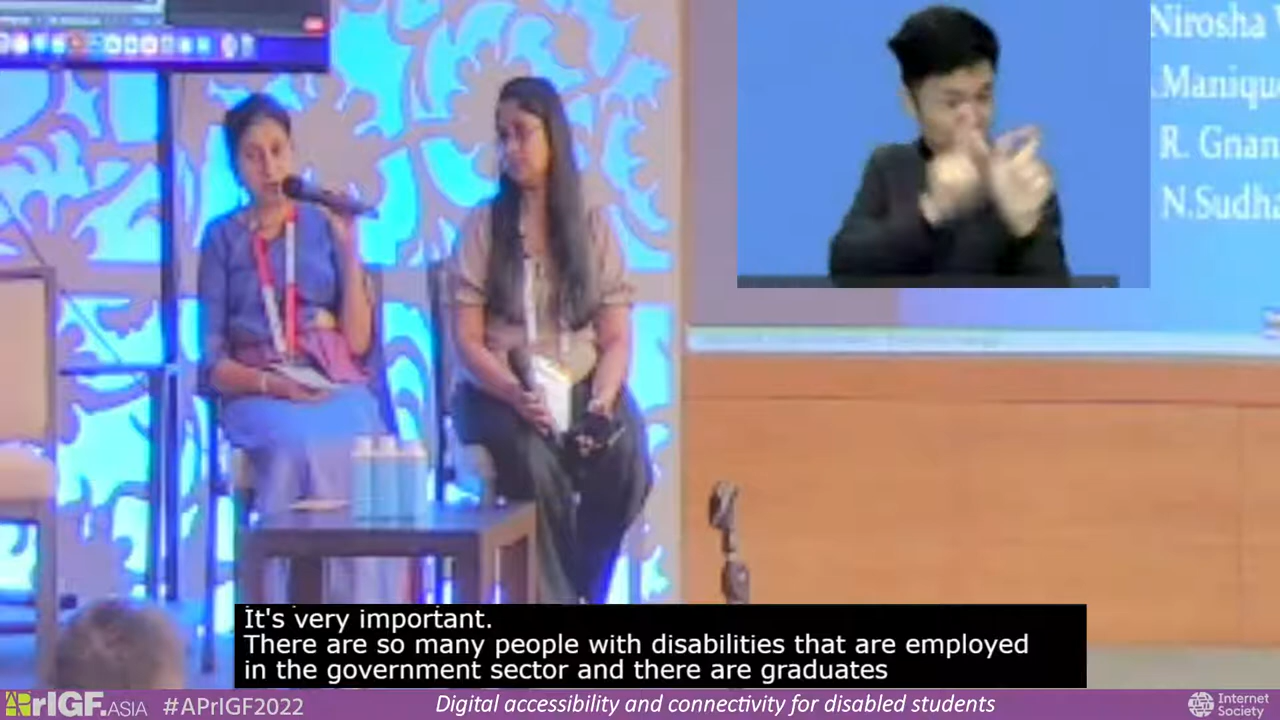 Nirosha
R. Gnan
N.Sudha
It's very important.
There are so many people with disabilities that are employed
in the government sector and there are graduates
APrIGF.ASIA #APrIGF2022
Digital accessibility and connectivity for disabled students
Internet
Society